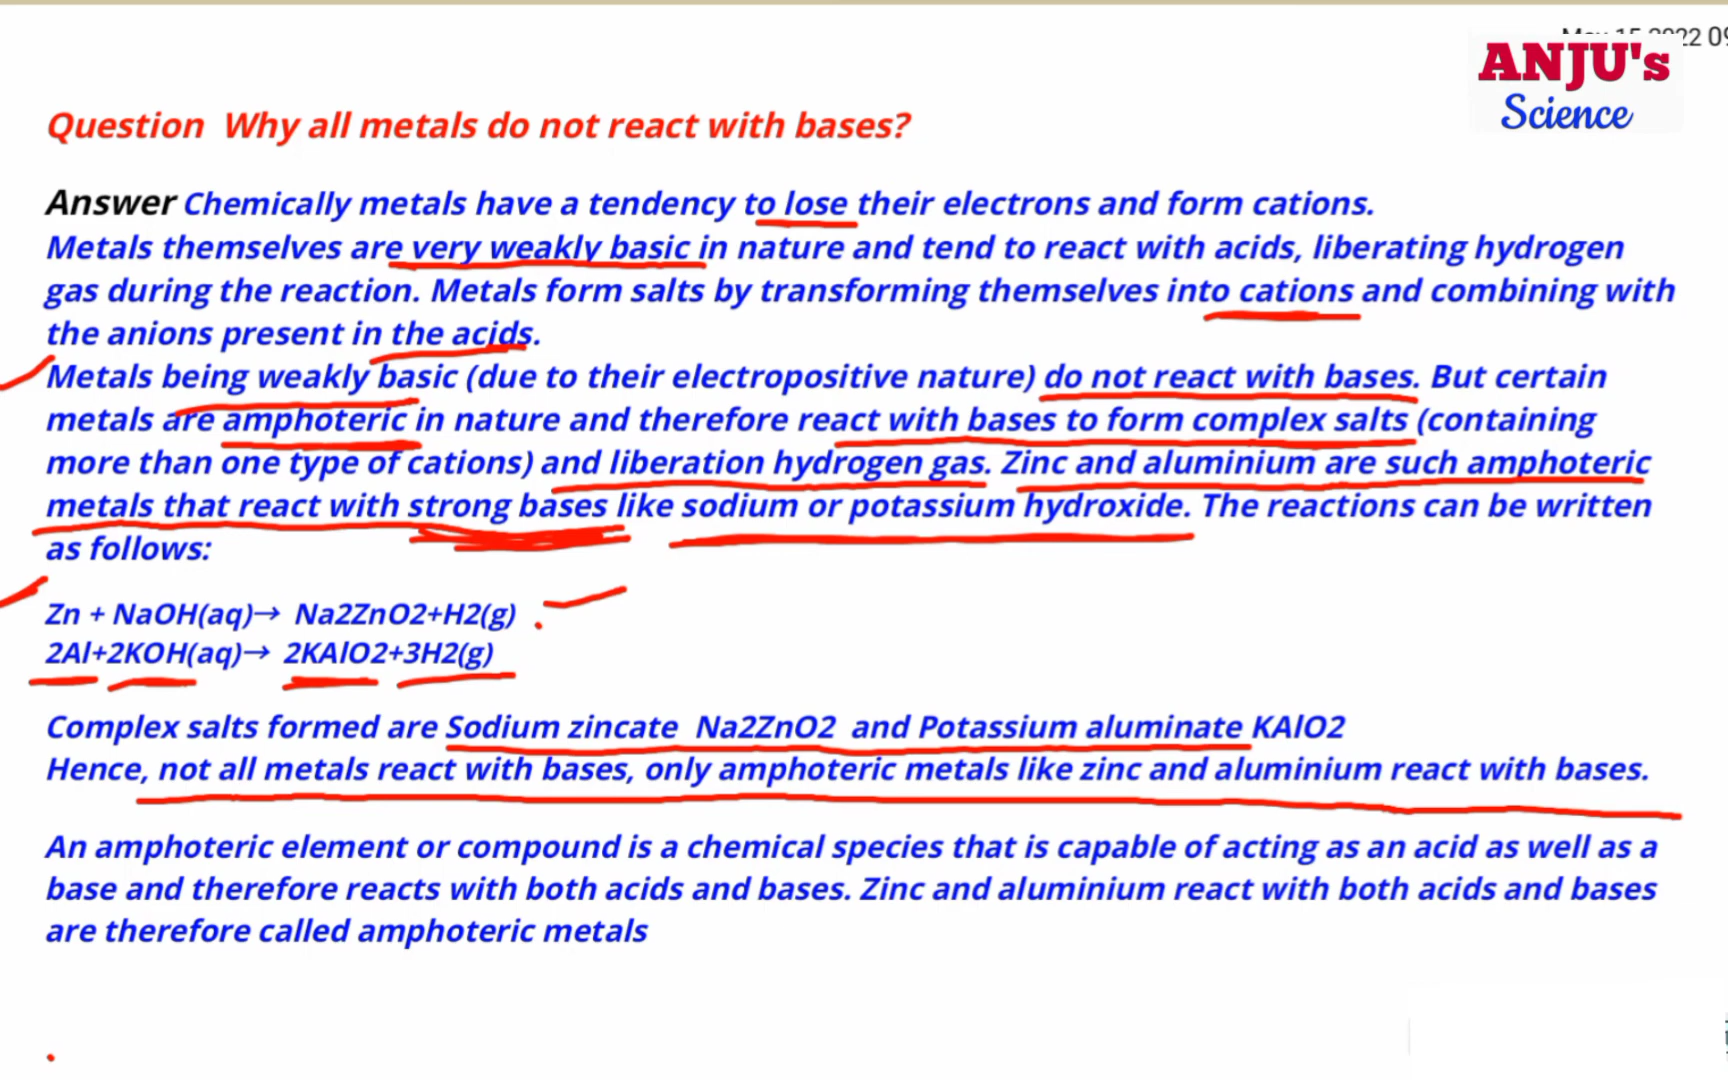 22 09
ANJU's
Science
Question Why all metals do not react with bases?
Answer Chemically metals have a tendency to lose their electrons and form cations.
Metals themselves are very weakly basic in nature and tend to react with acids, liberating hydrogen
gas during the reaction. Metals form salts by transforming themselves into cations and combining with
the anions present in the acids.
Metals being weakly basic (due to their electropositive nature) do not react with bases. But certain
metals are amphoteric in nature and therefore react with bases to form complex salts (containing
more than one type of cations) and liberation hydrogen gas. Zinc and aluminium are such amphoteric
metals that react with strong bases like sodium or potassium hydroxide. The reactions can be written
as follows:
Zn + NaOH(aq)→ Na2ZnO2+H2(g)
2Al+2KOH(aq)→ 2KAlO2+3H2(g)
Complex salts formed are Sodium zincate Na2ZnO2 and Potassium aluminate KAlO2
Hence, not all metals react with bases, only amphoteric metals like zinc and aluminium react with bases.
An amphoteric element or compound is a chemical species that is capable of acting as an acid as well as a
base and therefore reacts with both acids and bases. Zinc and aluminium react with both acids and bases
are therefore called amphoteric metals